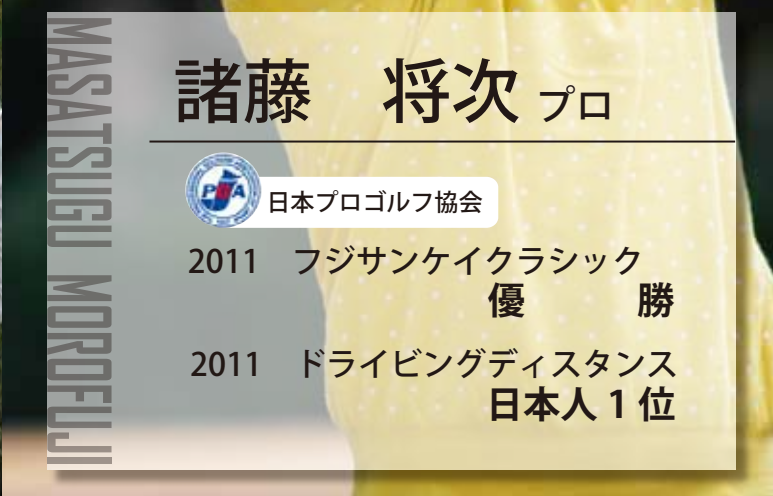 MASATSUGU MOROFUJI
諸藤　将次 プロ
PGA
日本プロゴルフ協会
2011　フジサンケイクラシック
優　　　勝
2011　ドライビングディスタンス
日本人１位